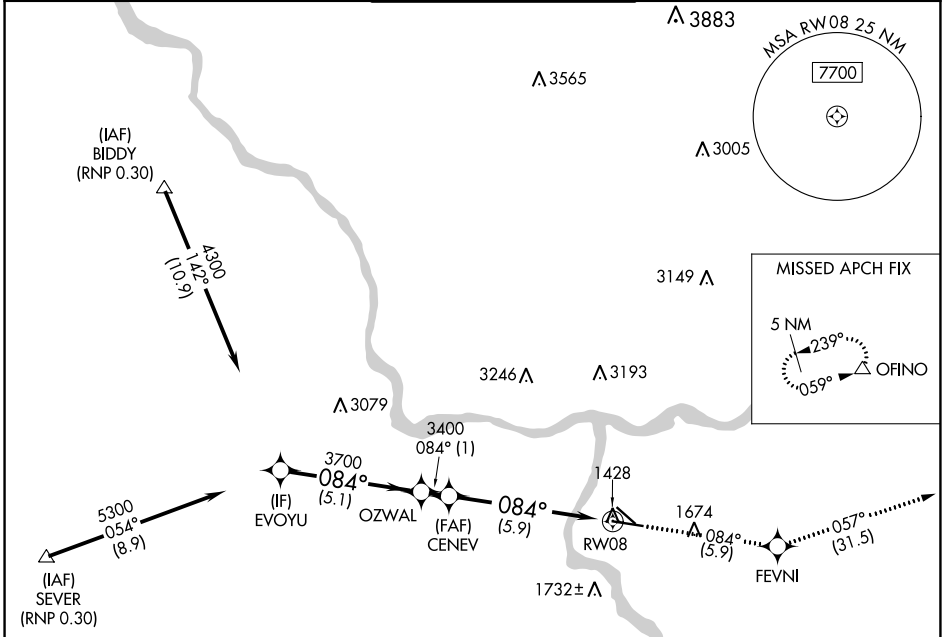 3883
MSA RW08 25 NM
7700
3565
3005
(IAF)
BIDDY
(RNP 0.30)
4300
142°
(10.9)
3149
MISSED APCH FIX
5 NM
239°
059°
OFINO
3246
3193
3079
3400
084° (1)
3700
084°
(5.1)
(IF)
EVOYU
OZWAL
(FAF)
CENEV
084°
(5.9)
1428
RW08
1674
084°
(5.9)
057°
(31.5)
FEVNI
5300
054°
(8.9)
(IAF)
SEVER
(RNP 0.30)
1732±